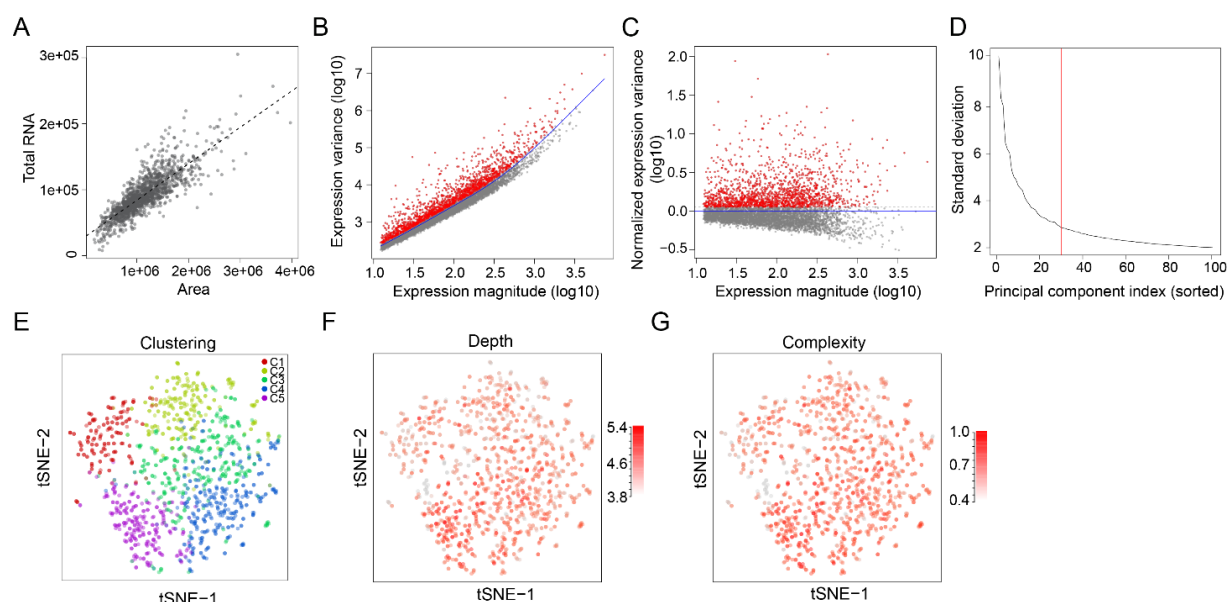 A
B
C
D
Total RNA
3e+05
2e+05
1e+05
0
1e+06
2e+06
3e+06
4e+06
Area
Expression variance (log10)
7
6
5
4
3
1.0
1.5
2.0
2.5
3.0
3.5
Expression magnitude (log10)
Normalized expression variance
(log10)
2.0
1.5
1.0
0.5
0.0
−0.5
1.0
1.5
2.0
2.5
3.0
3.5
Expression magnitude (log10)
Standard deviation
10
8
6
4
2
0
20
40
60
80
100
Principal component index (sorted)
E
F
G
Clustering
C1
C2
C3
C4
C5
tSNE−2
tSNE−1
Depth
tSNE−2
tSNE−1
5.4
4.6
3.8
Complexity
tSNE−2
tSNE−1
1.0
0.7
0.4